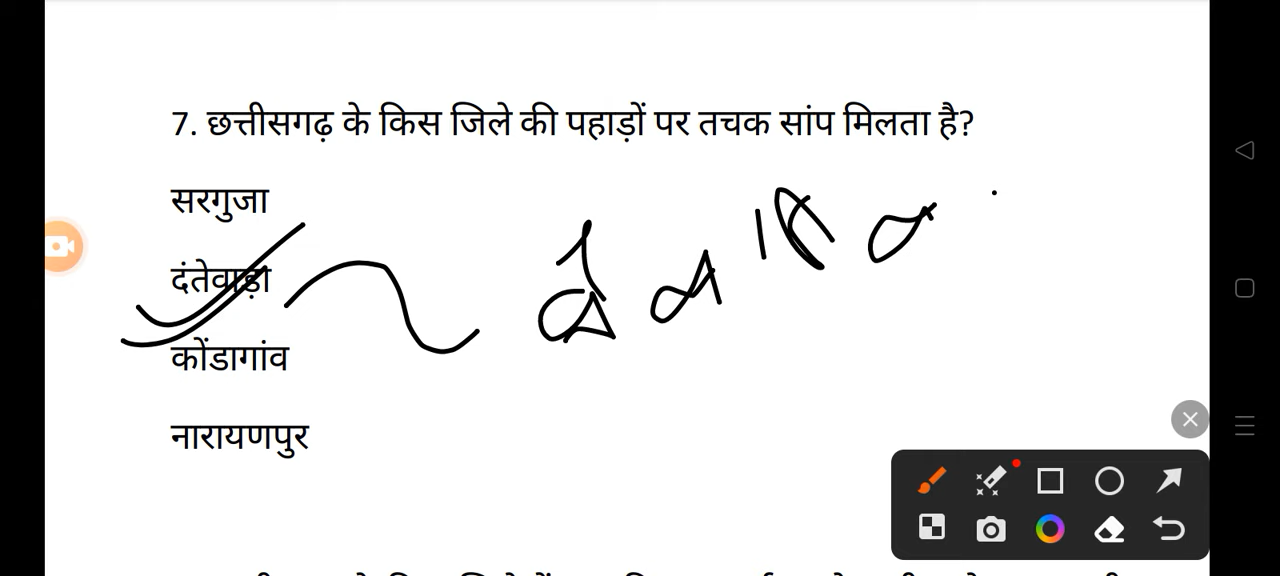 7. छत्तीसगढ़ के किस जिले की पहाड़ों पर तचक सांप मिलता है?
सरगुजा
दंतेवाड़ा
कोंडागांव
नारायणपुर